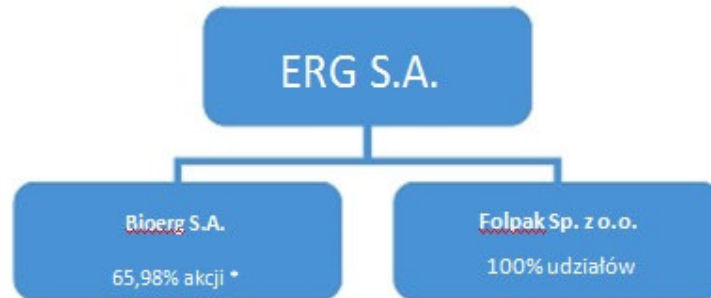 ERG S.A.
Bioerg S.A.
65,98% akcji *
Folpak Sp. z o.o.
100% udziałów